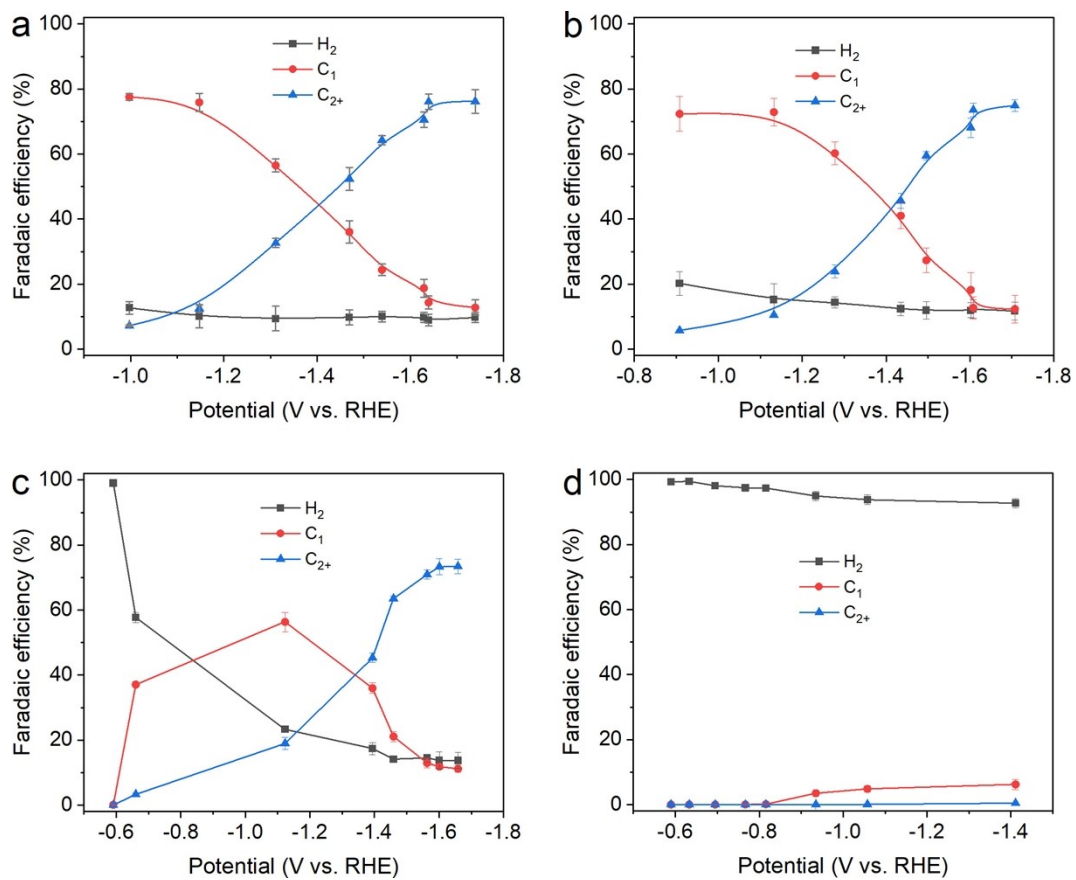 a
100
80
60
40
20
0
Faradaic efficiency (%)
H₂
C₁
C₂₊
-1.0 -1.2 -1.4 -1.6 -1.8
Potential (V vs. RHE)
b
100
80
60
40
20
0
Faradaic efficiency (%)
H₂
C₁
C₂₊
-0.8 -1.0 -1.2 -1.4 -1.6 -1.8
Potential (V vs. RHE)
c
100
80
60
40
20
0
Faradaic efficiency (%)
H₂
C₁
C₂₊
-0.6 -0.8 -1.0 -1.2 -1.4 -1.6 -1.8
Potential (V vs. RHE)
d
100
80
60
40
20
0
Faradaic efficiency (%)
H₂
C₁
C₂₊
-0.6 -0.8 -1.0 -1.2 -1.4
Potential (V vs. RHE)